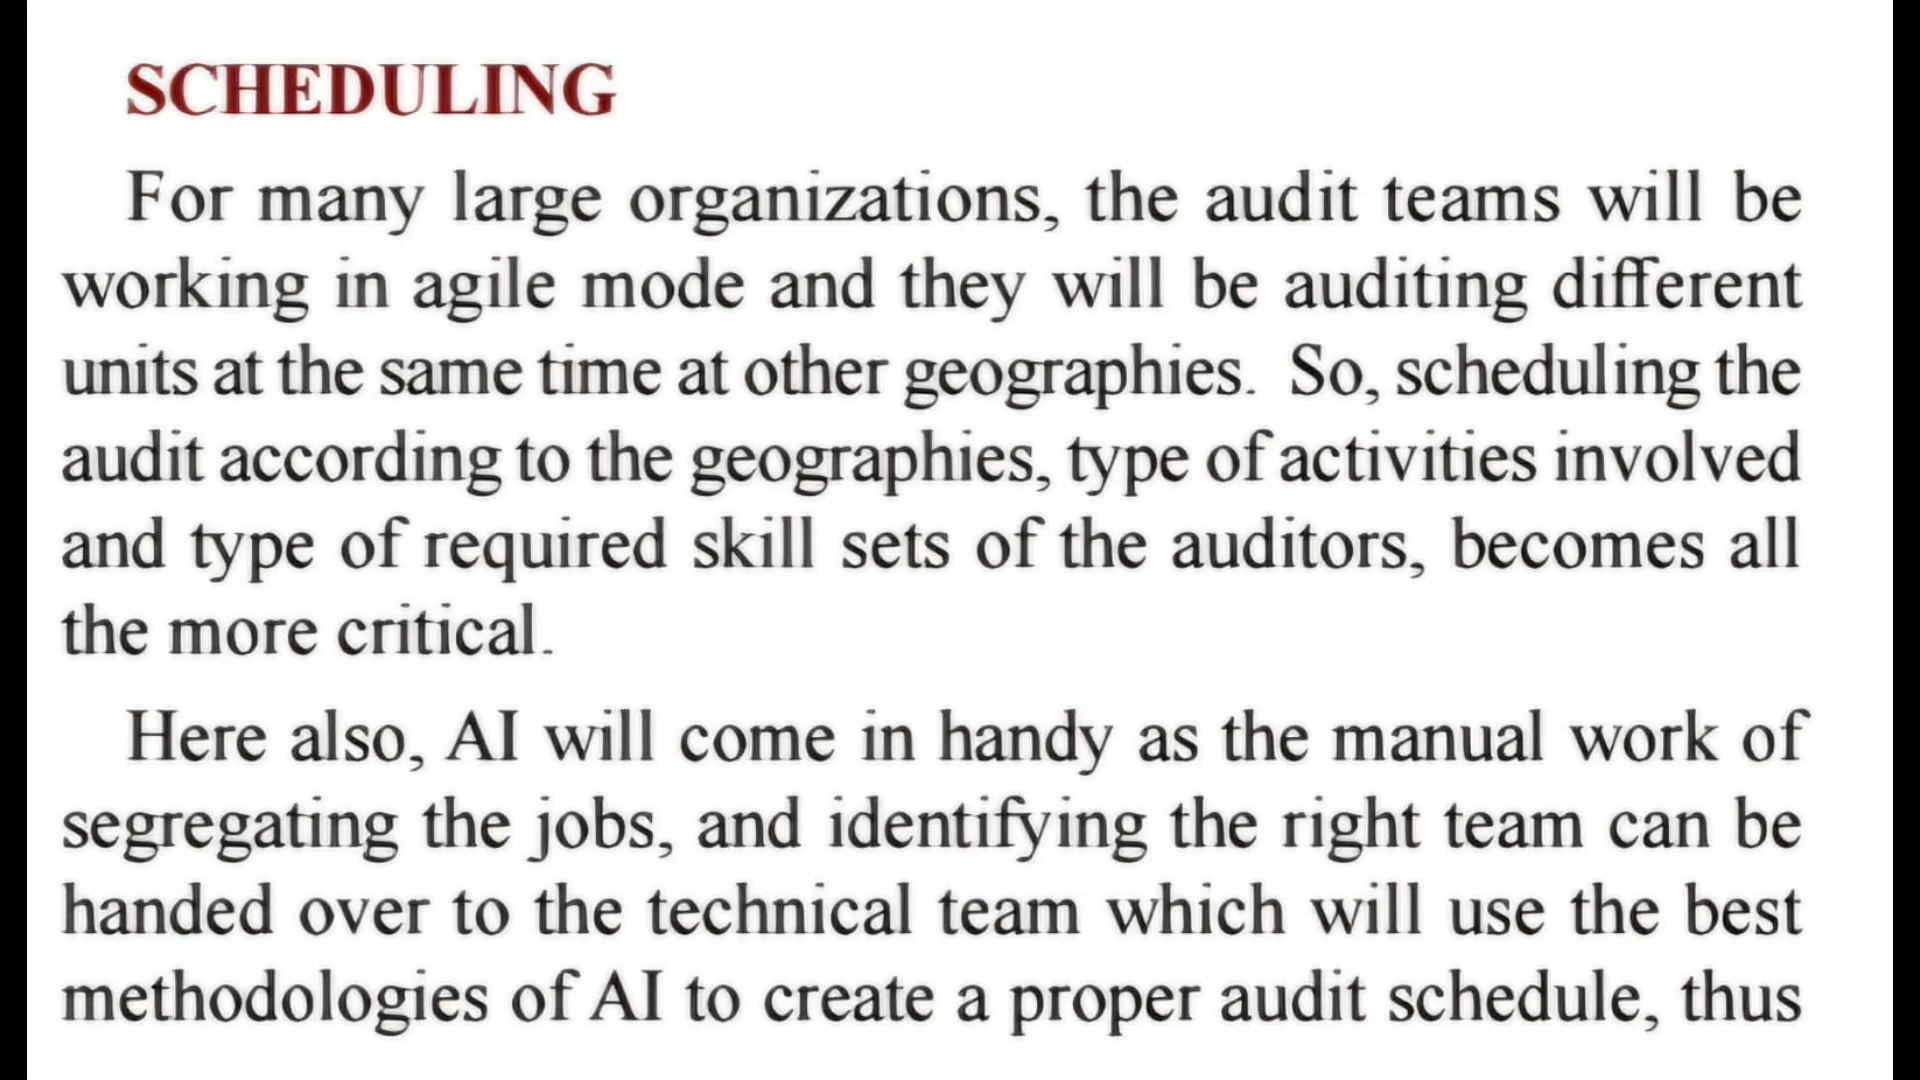 SCHEDULING
For many large organizations, the audit teams will be
working in agile mode and they will be auditing different
units at the same time at other geographies. So, scheduling the
audit according to the geographies, type of activities involved
and type of required skill sets of the auditors, becomes all
the more critical.
Here also, AI will come in handy as the manual work of
segregating the jobs, and identifying the right team can be
handed over to the technical team which will use the best
methodologies of AI to create a proper audit schedule, thus